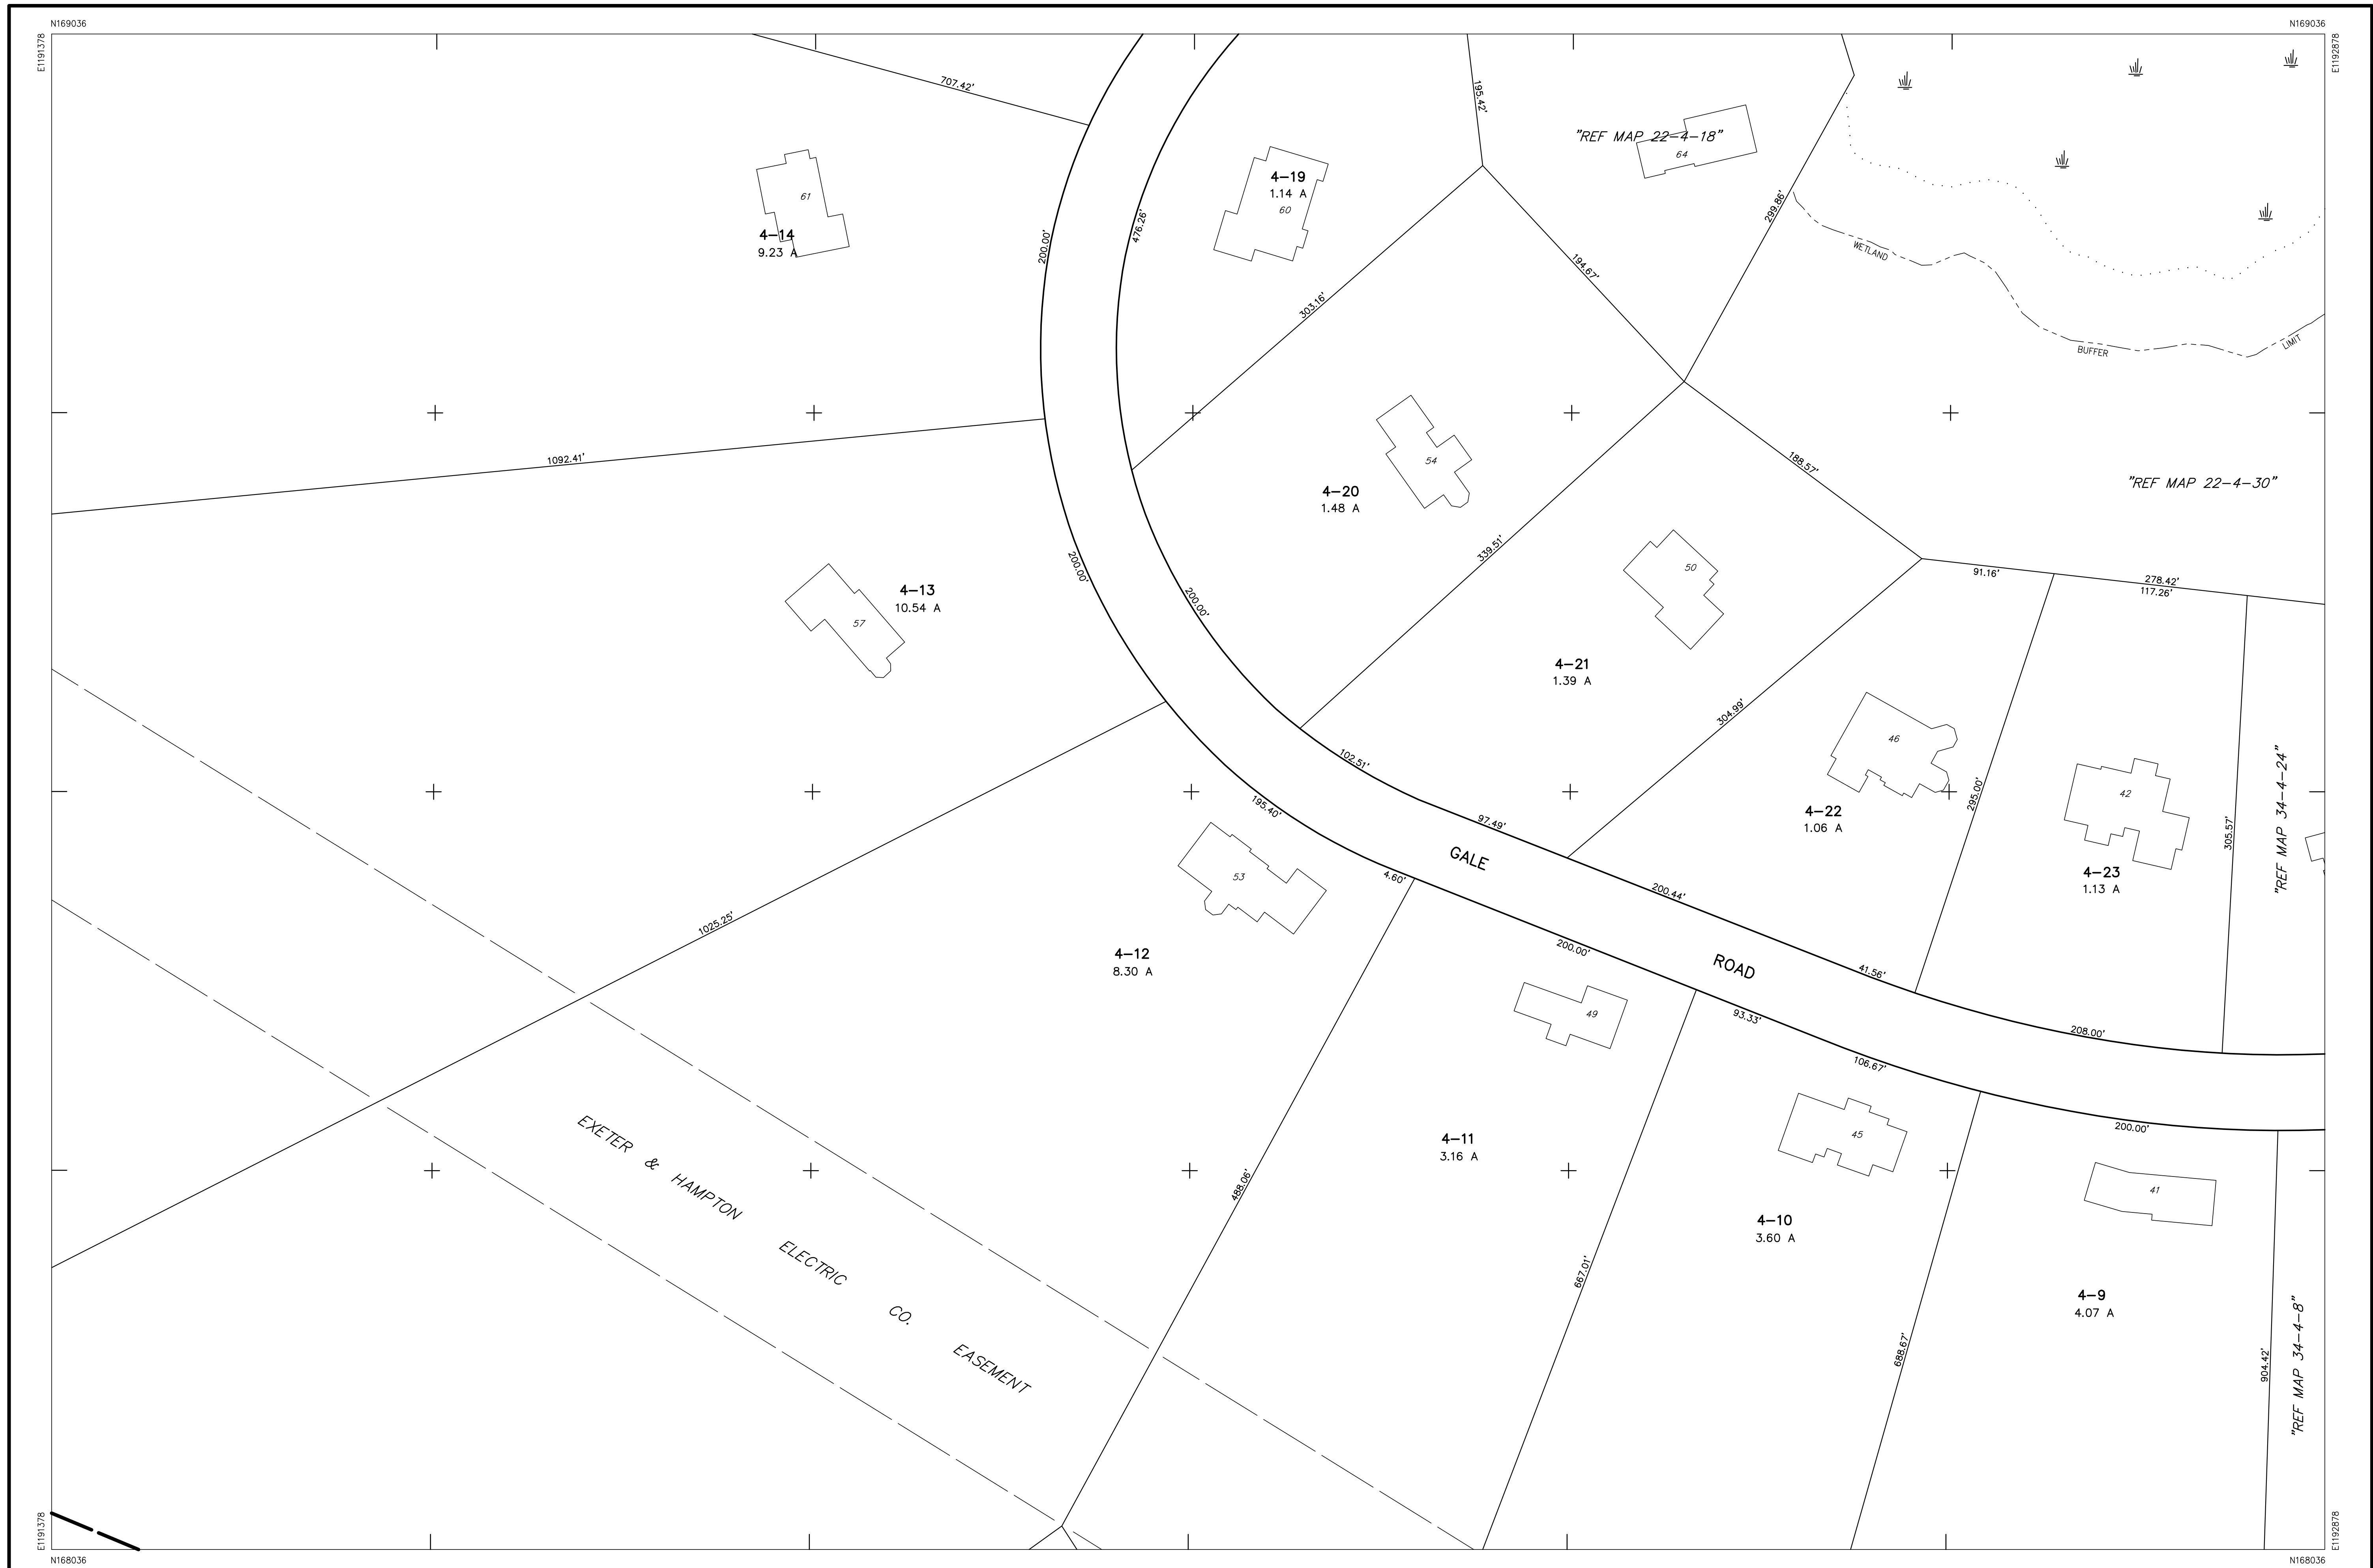 N169036
N169036
E1191378
E1192878
707.42'
195.42'
"REF MAP 22-4-18"
64
61
4-14
9.23 A
4-19
1.14 A
60
200.00'
476.26'
299.86'
194.67'
303.16'
WETLAND
BUFFER
LIMIT
1092.41'
54
4-20
1.48 A
188.57'
"REF MAP 22-4-30"
339.51'
200.00'
200.00'
50
91.16'
278.42'
117.26'
4-13
10.54 A
57
4-21
1.39 A
304.99'
46
4-22
1.06 A
295.00'
42
4-23
1.13 A
305.57'
"REF MAP 34-4-24"
102.51'
97.49'
195.40'
4.60'
GALE
ROAD
200.44'
41.56'
208.00'
53
4-12
8.30 A
1025.25'
200.00'
93.33'
106.67'
200.00'
49
4-11
3.16 A
45
4-10
3.60 A
41
4-9
4.07 A
488.06'
667.01'
688.67'
904.42'
"REF MAP 34-4-8"
EXETER & HAMPTON ELECTRIC CO. EASEMENT
E1191378
E1192878
N168036
N168036